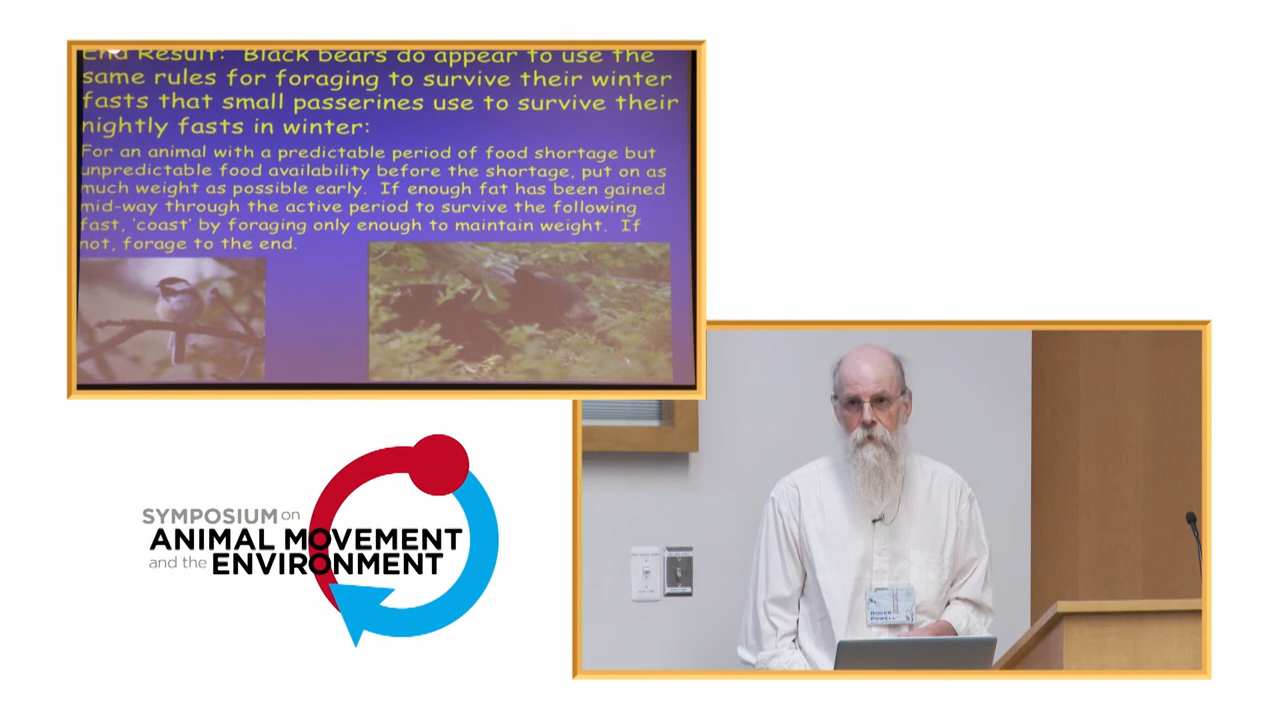 End Result: Black bears do appear to use the
same rules for foraging to survive their winter
fasts that small passerines use to survive their
nightly fasts in winter:
For an animal with a predictable period of food shortage but
unpredictable food availability before the shortage, put on as
much weight as possible early. If enough fat has been gained
mid-way through the active period to survive the following
fast, 'coast' by foraging only enough to maintain weight. If
not, forage to the end.
SYMPOSIUM on
ANIMAL MOVEMENT
and the ENVIRONMENT
ROGER
POWELL